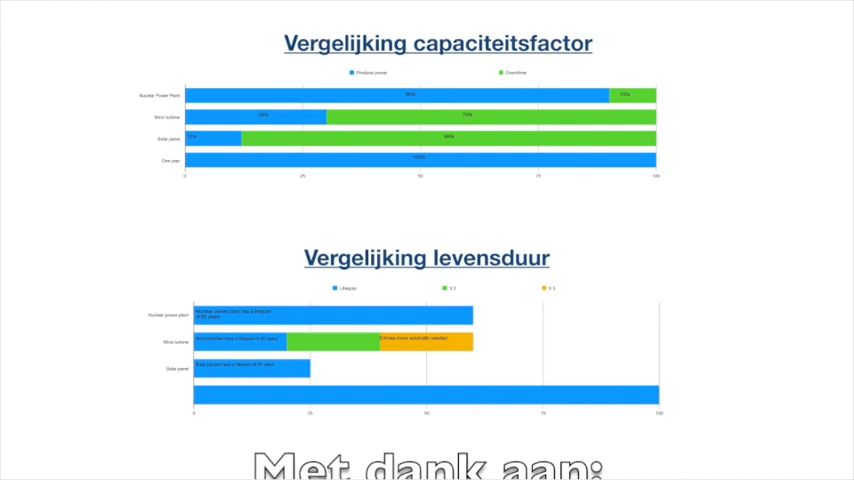 Vergelijking capaciteitsfactor
Produce power
Downtime
Nuclear Power Plant
90%
10%
Wind turbine
30%
70%
Solar panel
12%
88%
One year
100%
0 25 50 75 100
Vergelijking levensduur
Lifespan
X 2
X 3
Nuclear power plant
Nuclear power plant has a lifespan
of 60 years
Wind turbine
Wind turbines have a lifespan of 20 years
3 times more windmills needed
Solar panel
Solar panels have a lifespan of 25 years
0 25 50 75 100
Met dank aan: